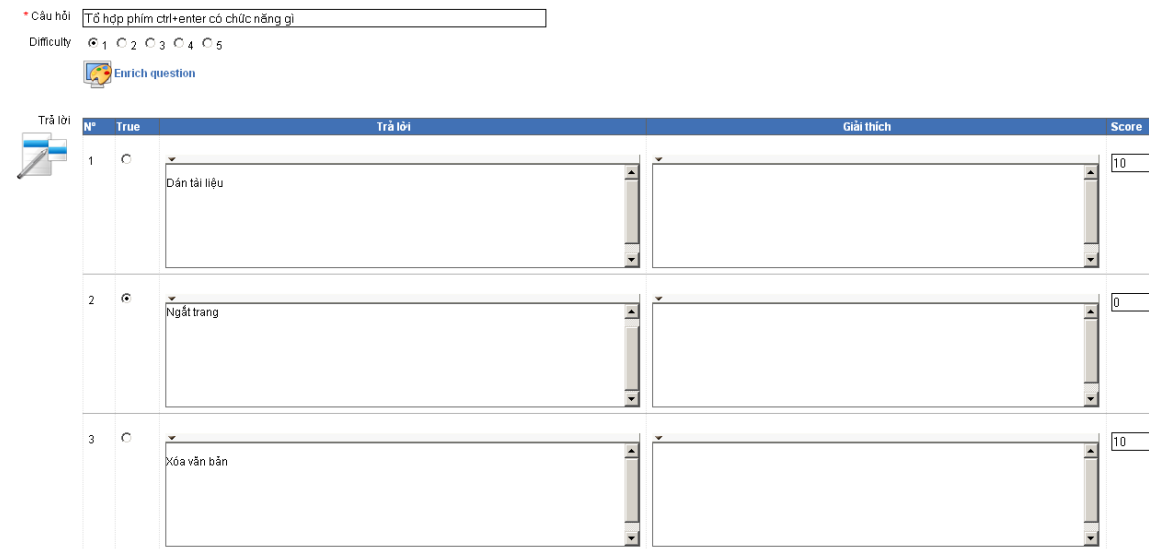 * Câu hỏi Tổ hợp phím ctrl+enter có chức năng gì
Difficulty 1 2 3 4 5
Enrich question
Trả lời
N° True Trả lời Giải thích Score
1 Dán tài liệu 10
2 Ngắt trang 0
3 Xóa văn bản 10